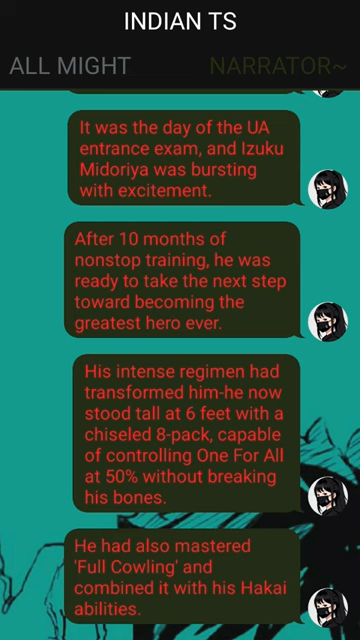 INDIAN TS
ALL MIGHT NARRATOR~
It was the day of the UA
entrance exam, and Izuku
Midoriya was bursting
with excitement.
After 10 months of
nonstop training, he was
ready to take the next step
toward becoming the
greatest hero ever.
His intense regimen had
transformed him-he now
stood tall at 6 feet with a
chiseled 8-pack, capable
of controlling One For All
at 50% without breaking
his bones.
He had also mastered
'Full Cowling' and
combined it with his Hakai
abilities.